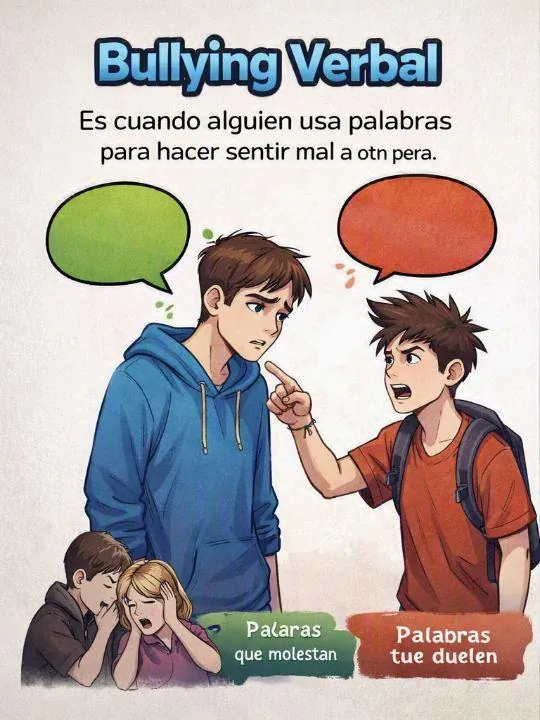 Bullying Verbal
Es cuando alguien usa palabras
para hacer sentir mal a otn pera.
Palaras
que molestan
Palabras
tue duelen